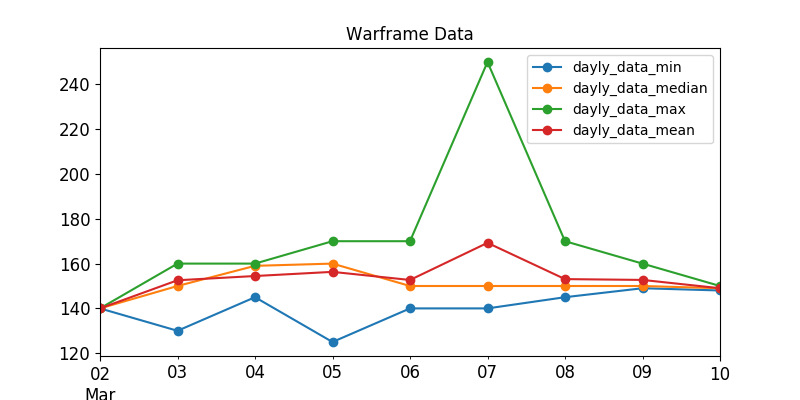 Warframe Data
dayly_data_min
dayly_data_median
dayly_data_max
dayly_data_mean
240
220
200
180
160
140
120
02 03 04 05 06 07 08 09 10
Mar